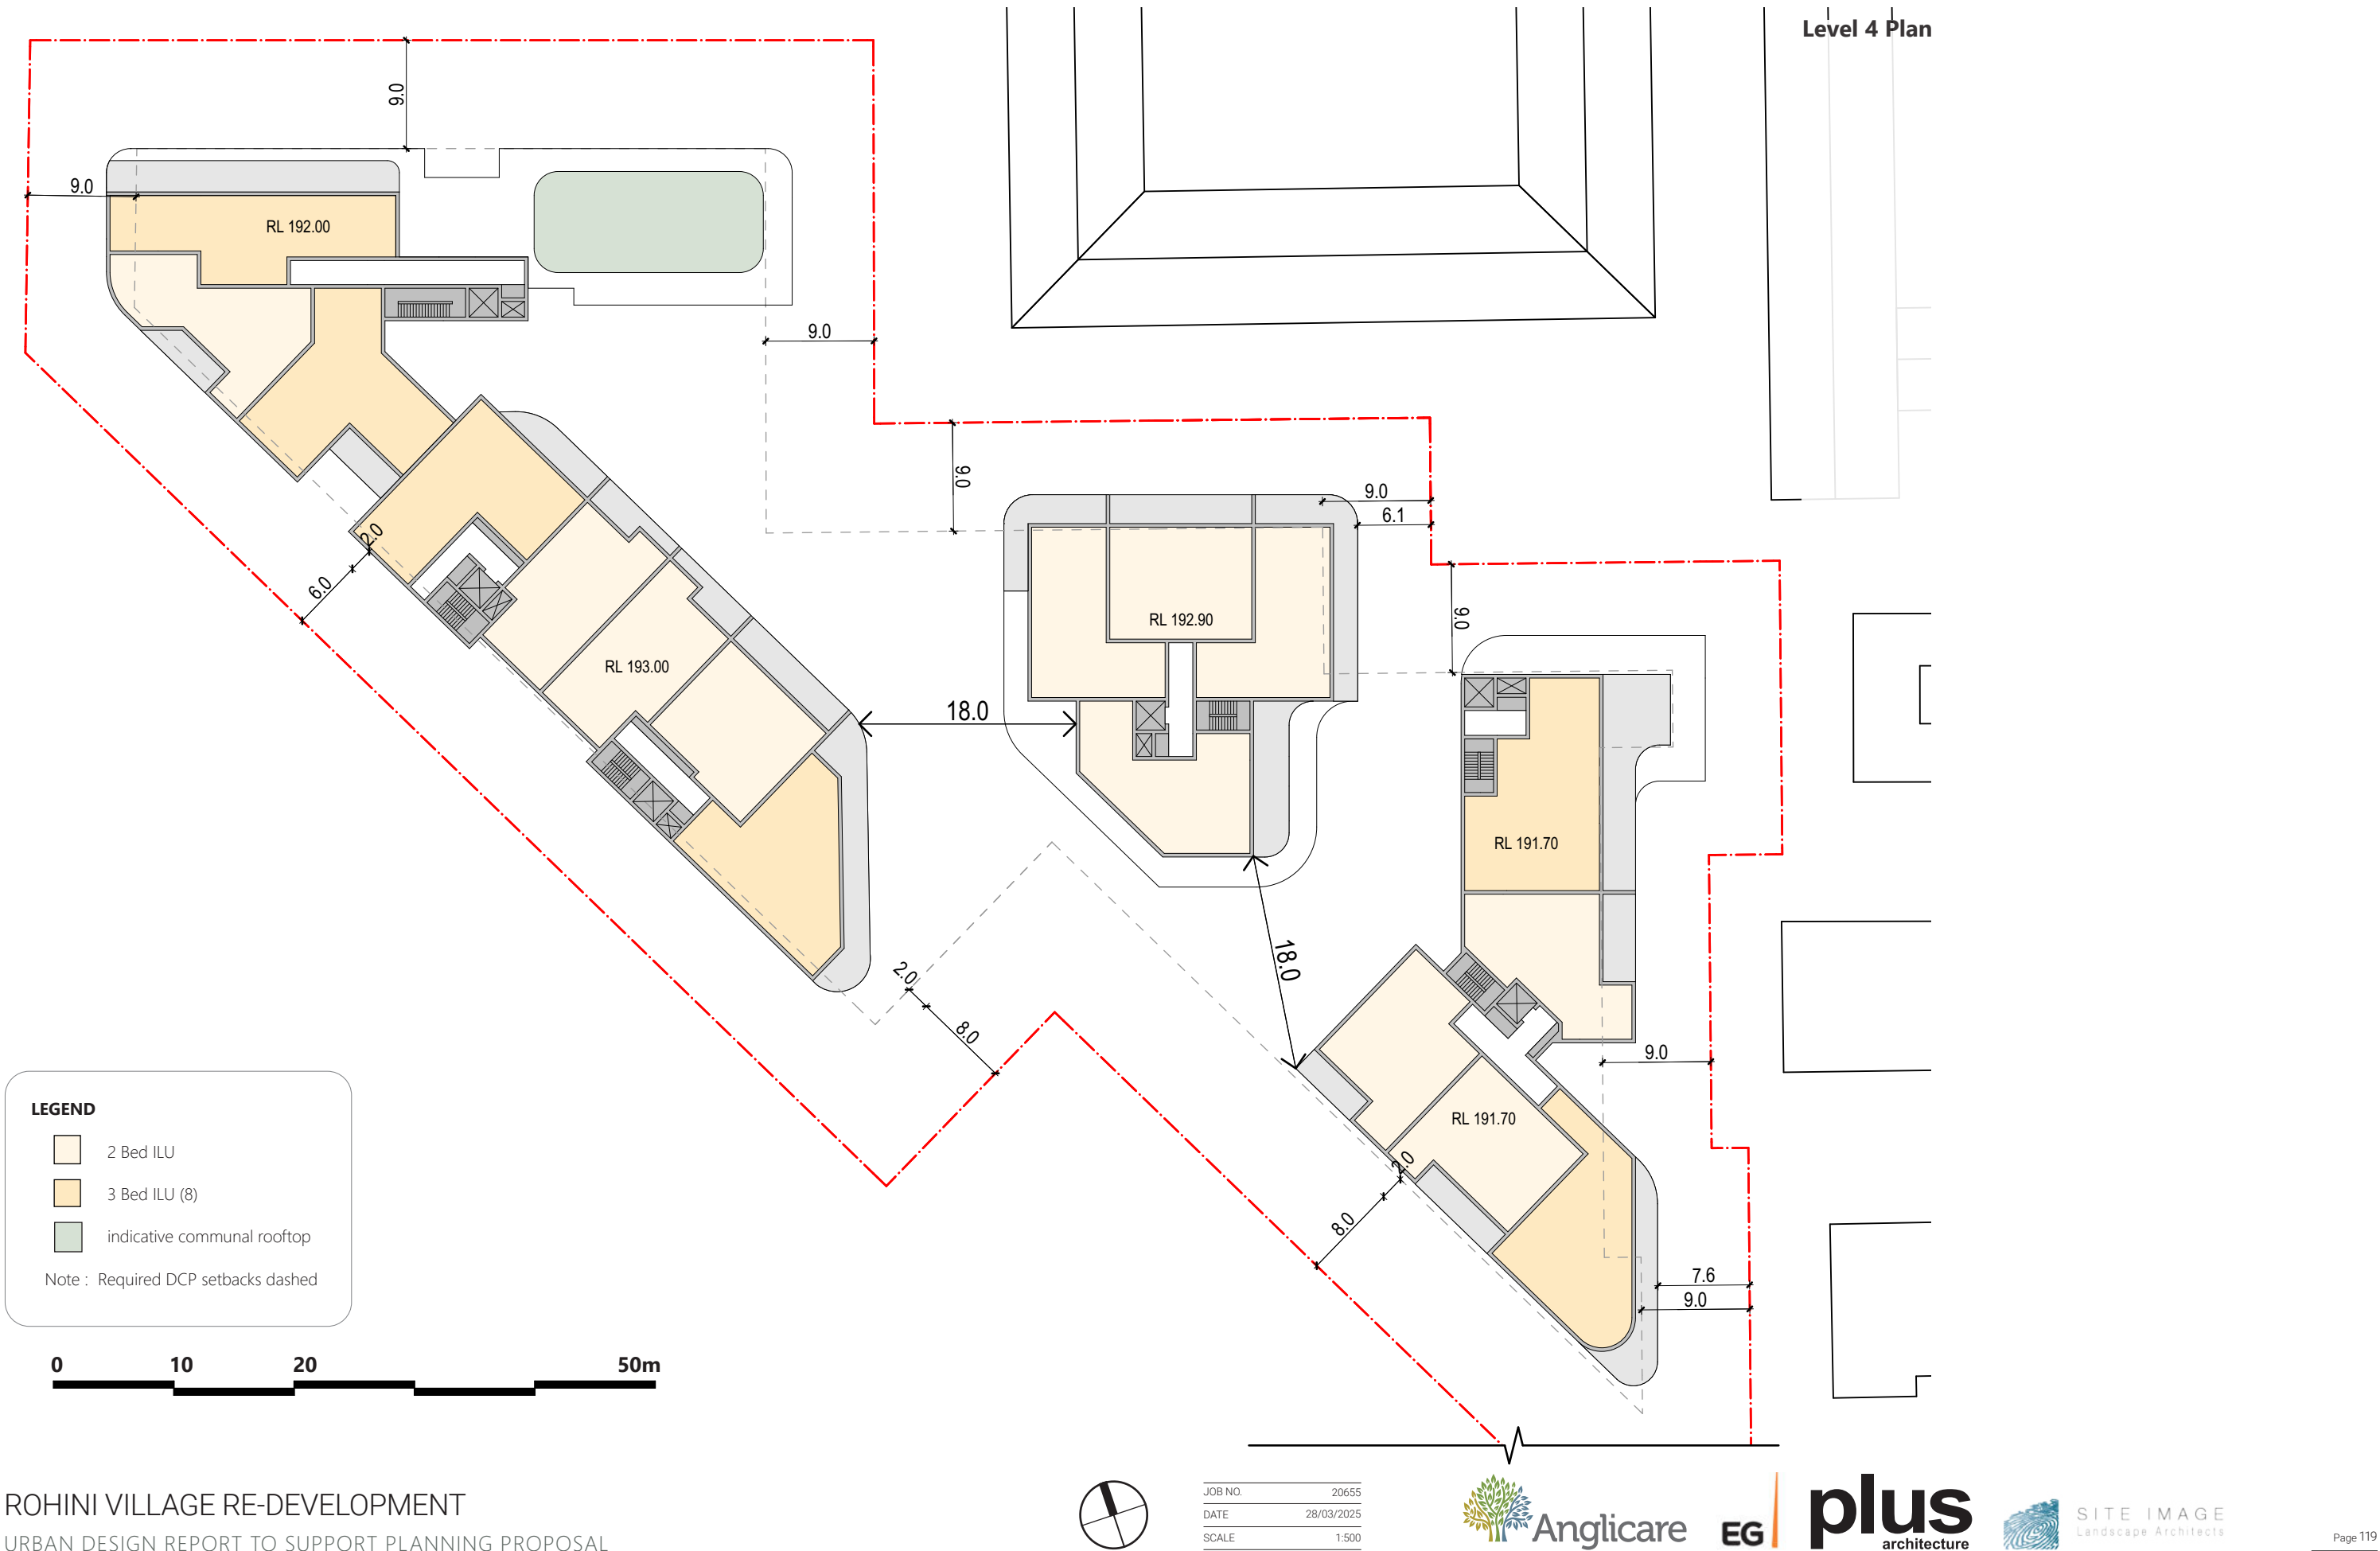 Level 4 Plan
9.0
9.0
RL 192.00
9.0
9.0
9.0
6.1
9.0
2.0
6.0
RL 192.90
RL 193.00
18.0
RL 191.70
18.0
2.0
8.0
9.0
RL 191.70
2.0
8.0
7.6
9.0
LEGEND
2 Bed ILU
3 Bed ILU (8)
indicative communal rooftop
Note : Required DCP setbacks dashed
0 10 20 50m
ROHINI VILLAGE RE-DEVELOPMENT
URBAN DESIGN REPORT TO SUPPORT PLANNING PROPOSAL
JOB NO. 20655
DATE 28/03/2025
SCALE 1:500
Anglicare
EG
plus
architecture
SITE IMAGE
Landscape Architects
Page 119